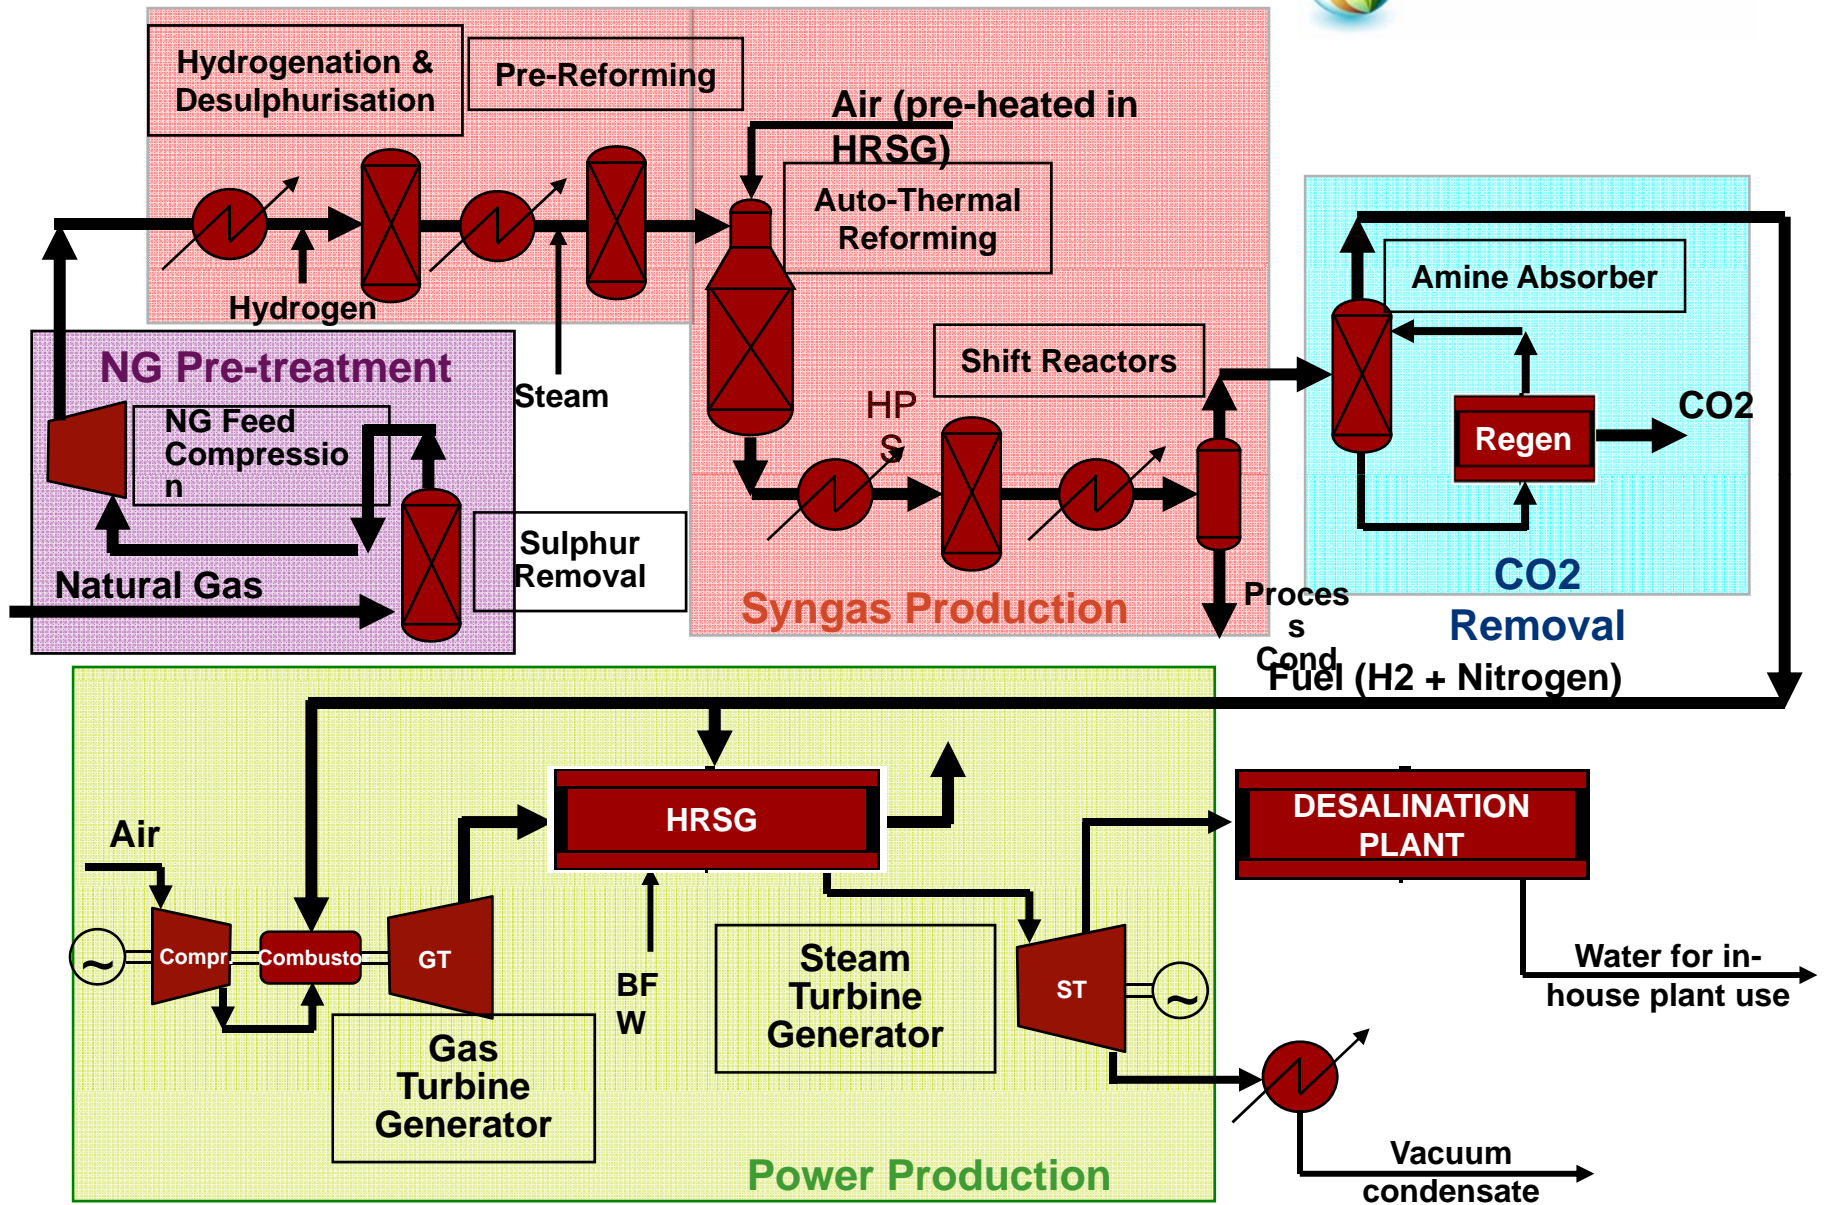 Hydrogenation &
Desulphurisation
Pre-Reforming
Air (pre-heated in
HRSG)
Auto-Thermal
Reforming
Hydrogen
Steam
NG Pre-treatment
NG Feed
Compressio
n
Sulphur
Removal
Natural Gas
HP
S
Shift Reactors
Syngas Production
Proces
s
Cond
Amine Absorber
Regen
CO2
CO2
Removal
Fuel (H2 + Nitrogen)
Air
HRSG
DESALINATION
PLANT
~
Compr.
Combusto
GT
BF
W
Steam
Turbine
Generator
ST
~
Gas
Turbine
Generator
Water for in-
house plant use
Vacuum
condensate
Power Production